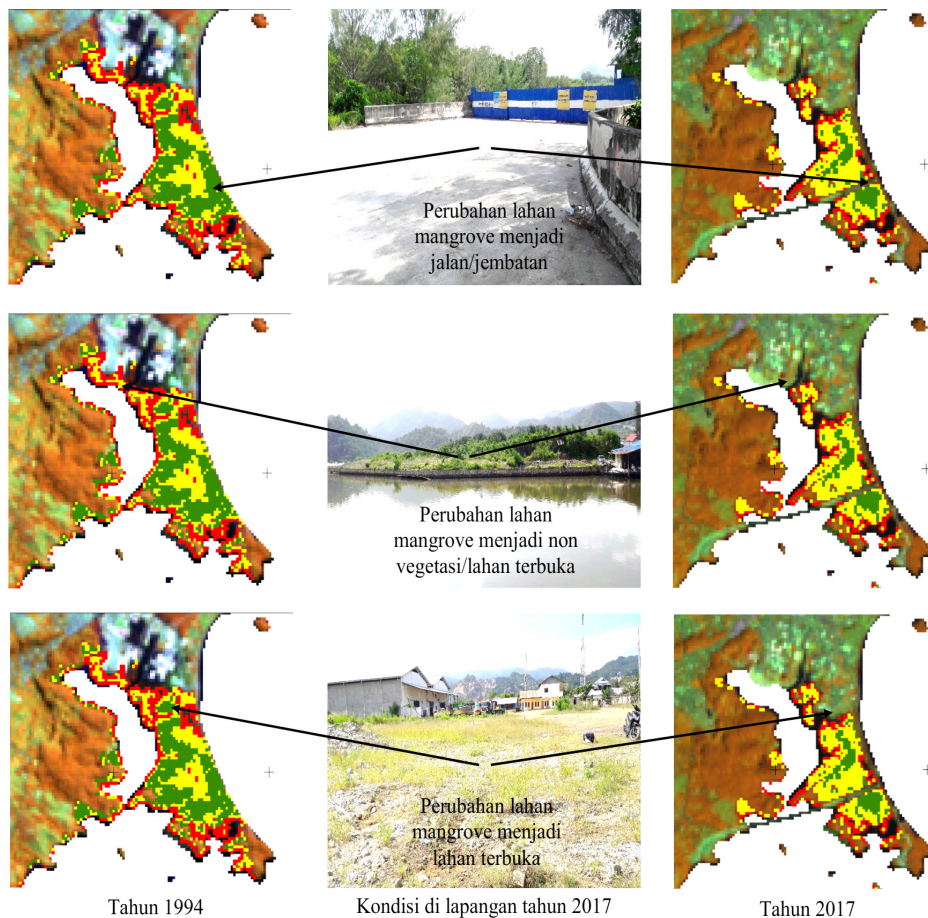 Perubahan lahan
mangrove menjadi
jalan/jembatan
Perubahan lahan
mangrove menjadi non
vegetasi/lahan terbuka
Perubahan lahan
mangrove menjadi
lahan terbuka
Tahun 1994
Kondisi di lapangan tahun 2017
Tahun 2017